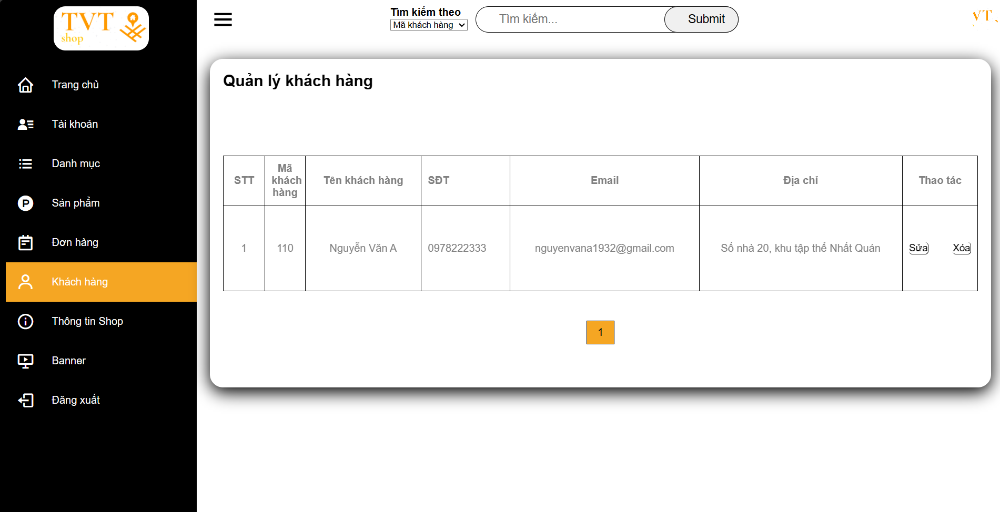 TVT
shop
Trang chủ
Tài khoản
Danh mục
Sản phẩm
Đơn hàng
Khách hàng
Thông tin Shop
Banner
Đăng xuất
Tìm kiếm theo
Mã khách hàng
Tìm kiếm...
Submit
VT
Quản lý khách hàng
STT
Mã
khách
hàng
Tên khách hàng
SĐT
Email
Địa chỉ
Thao tác
1
110
Nguyễn Văn A
0978222333
nguyenvana1932@gmail.com
Số nhà 20, khu tập thể Nhất Quán
Sửa
Xóa
1